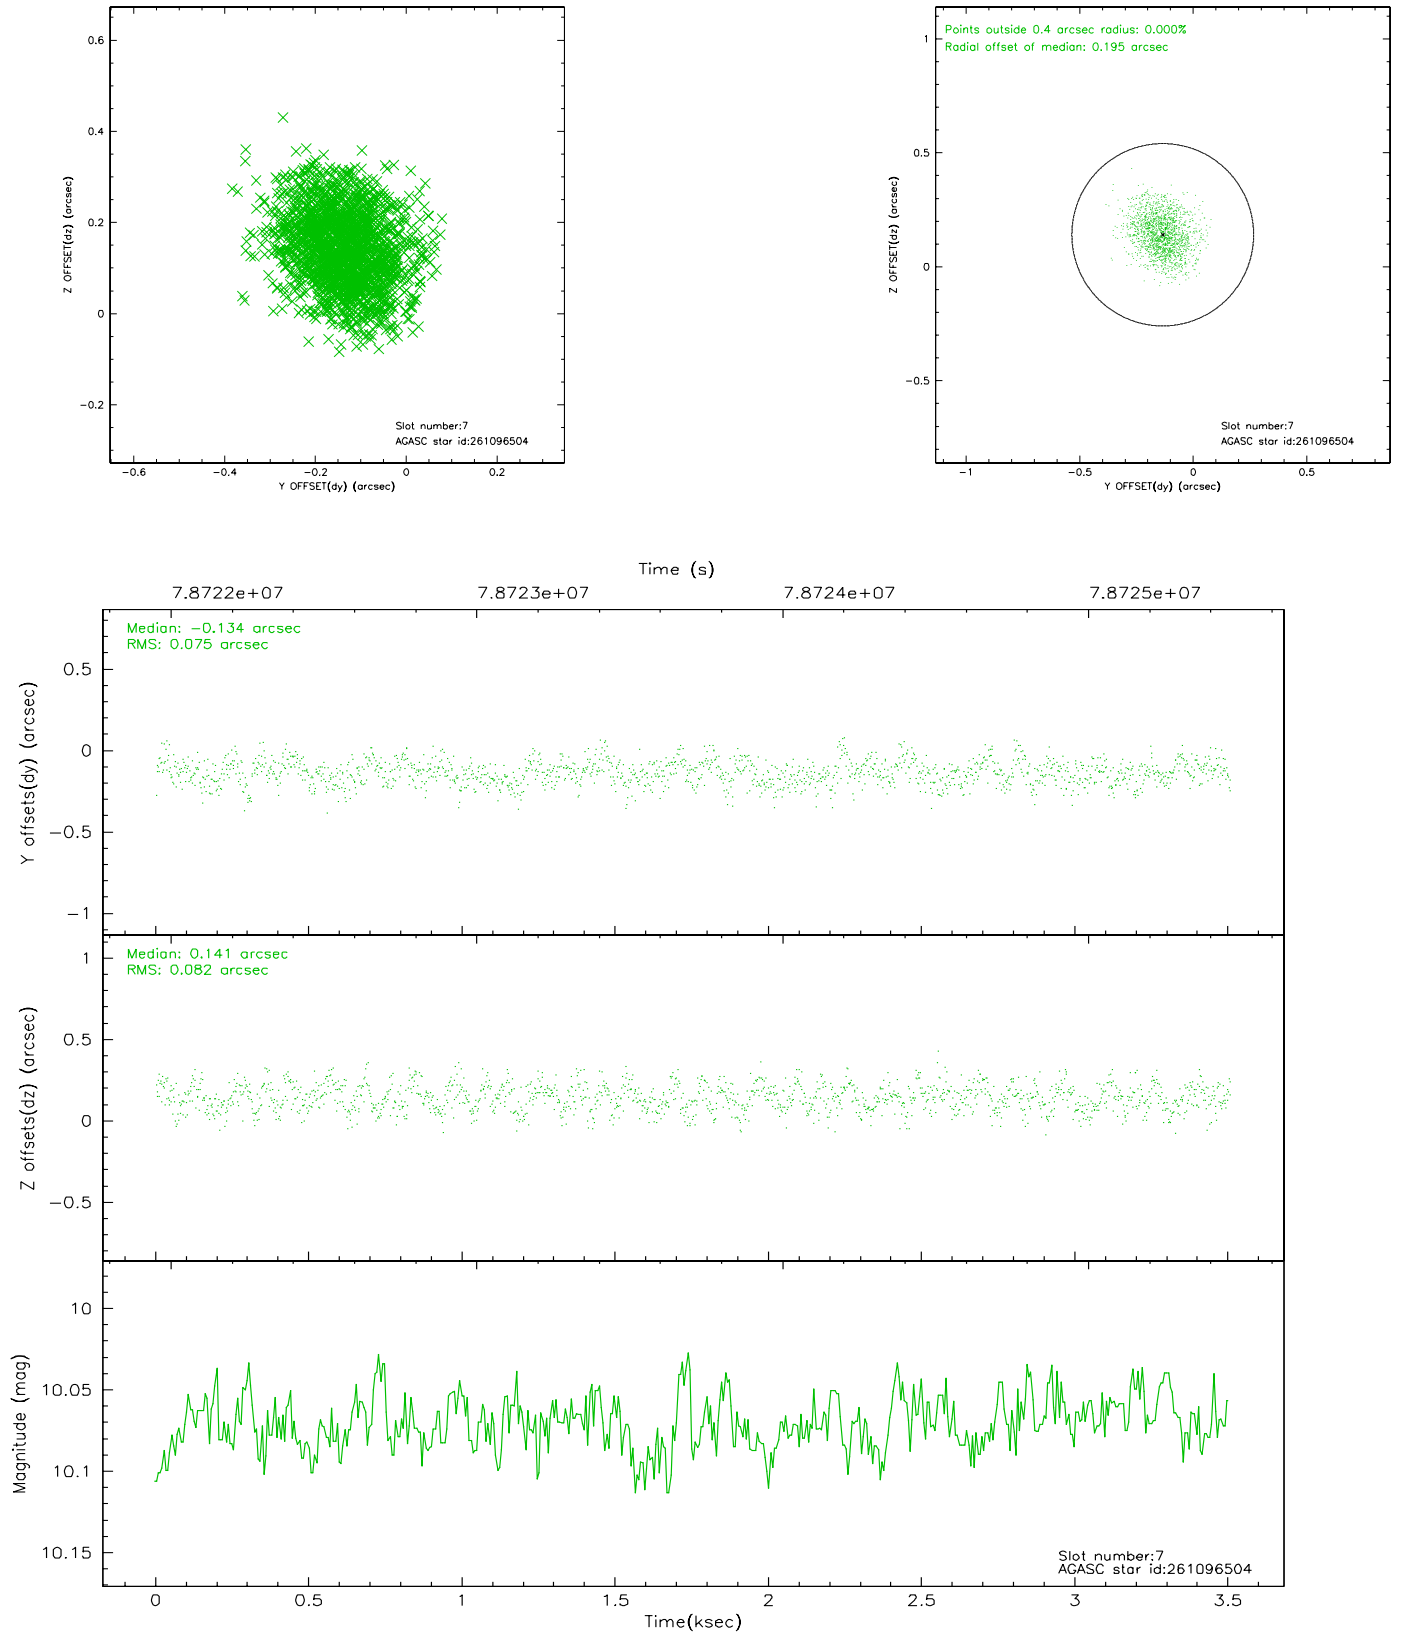 0.6
0.4
0.2
0
−0.2
Z OFFSET(dz) (arcsec)
−0.6 −0.4 −0.2 0 0.2
Y OFFSET(dy) (arcsec)
Slot number:7
AGASC star id:261096504
Points outside 0.4 arcsec radius: 0.000%
Radial offset of median: 0.195 arcsec
1
0.5
0
−0.5
Z OFFSET(dz) (arcsec)
−1 −0.5 0 0.5
Y OFFSET(dy) (arcsec)
Slot number:7
AGASC star id:261096504
Time (s)
7.8722e+07 7.8723e+07 7.8724e+07 7.8725e+07
Median: −0.134 arcsec
RMS: 0.075 arcsec
0.5
0
−0.5
−1
Y offsets(dy) (arcsec)
Median: 0.141 arcsec
RMS: 0.082 arcsec
1
0.5
0
−0.5
Z offsets(dz) (arcsec)
10
10.05
10.1
10.15
Magnitude (mag)
Slot number:7
AGASC star id:261096504
0 0.5 1 1.5 2 2.5 3 3.5
Time(ksec)